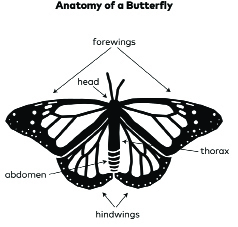 Anatomy of a Butterfly
forewings
head
thorax
abdomen
hindwings